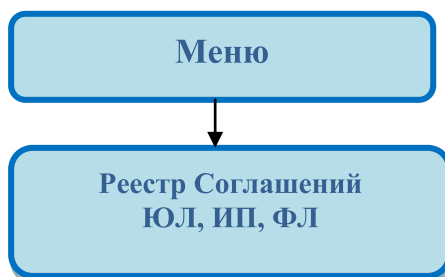 Меню
Реестр Соглашений
ЮЛ, ИП, ФЛ